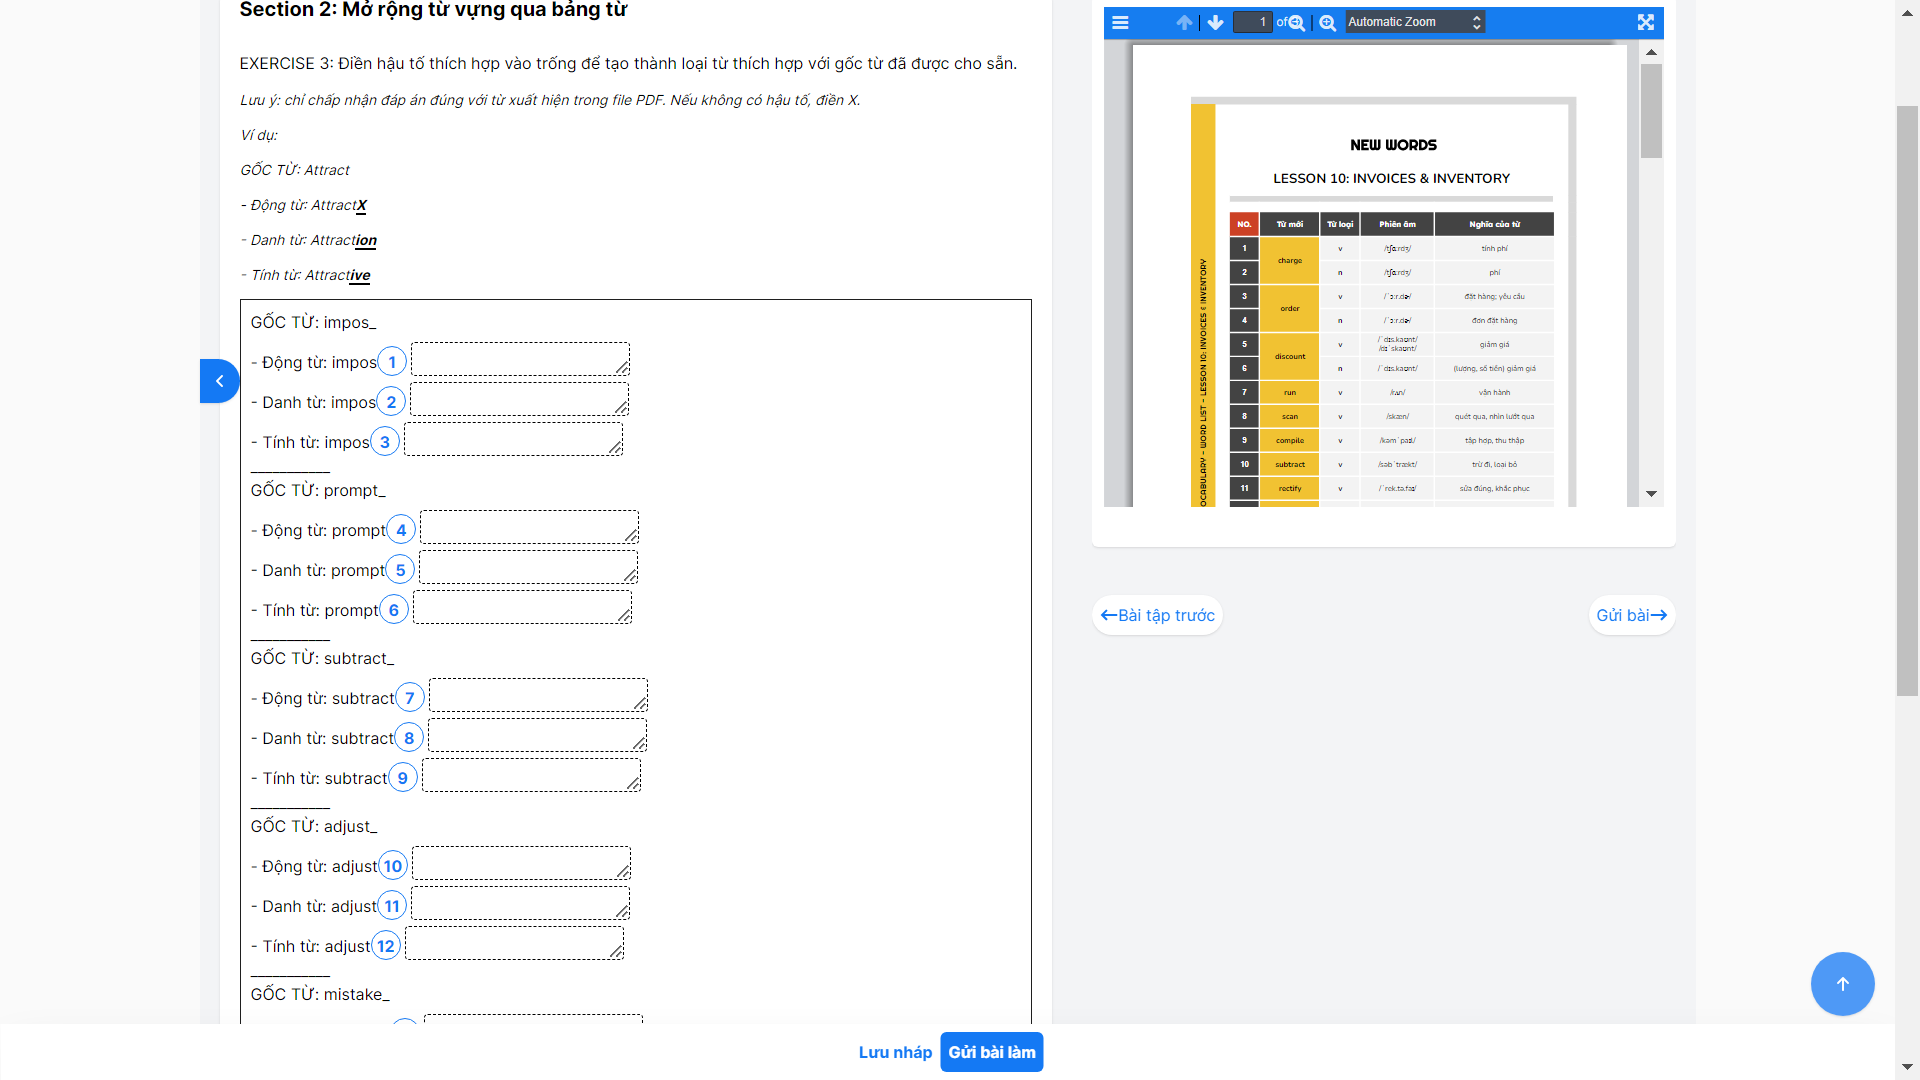 Section 2: Mở rộng từ vựng qua bảng từ
EXERCISE 3: Điền hậu tố thích hợp vào trống để tạo thành loại từ thích hợp với gốc từ đã được cho sẵn.
Lưu ý: chỉ chấp nhận đáp án đúng với từ xuất hiện trong file PDF. Nếu không có hậu tố, điền X.
Ví dụ:
GỐC TỪ: Attract
- Động từ: AttractX
- Danh từ: Attraction
- Tính từ: Attractive
GỐC TỪ: impos_
- Động từ: impos 1
- Danh từ: impos 2
- Tính từ: impos 3
___________
GỐC TỪ: prompt_
- Động từ: prompt 4
- Danh từ: prompt 5
- Tính từ: prompt 6
___________
GỐC TỪ: subtract_
- Động từ: subtract 7
- Danh từ: subtract 8
- Tính từ: subtract 9
___________
GỐC TỪ: adjust_
- Động từ: adjust 10
- Danh từ: adjust 11
- Tính từ: adjust 12
___________
GỐC TỪ: mistake_
1 of Automatic Zoom
NEW WORDS
LESSON 10: INVOICES & INVENTORY
OCABULARY - WORD LIST - LESSON 10: INVOICES & INVENTORY
NO. Từ mới Từ loại Phiên âm Nghĩa của từ
1 charge v /tʃɑːrdʒ/ tính phí
2 n /tʃɑːrdʒ/ phí
3 order v /ˈɔːr.dɚ/ đặt hàng; yêu cầu
4 n /ˈɔːr.dɚ/ đơn đặt hàng
5 discount v /ˈdɪs.kaʊnt/ /dɪˈskaʊnt/ giảm giá
6 n /ˈdɪs.kaʊnt/ (lượng, số tiền) giảm giá
7 run v /rʌn/ vận hành
8 scan v /skæn/ quét qua, nhìn lướt qua
9 compile v /kəmˈpaɪl/ tập hợp, thu thập
10 subtract v /səbˈtrækt/ trừ đi, loại bỏ
11 rectify v /ˈrek.tə.faɪ/ sửa đúng, khắc phục
Bài tập trước
Gửi bài
Lưu nháp
Gửi bài làm